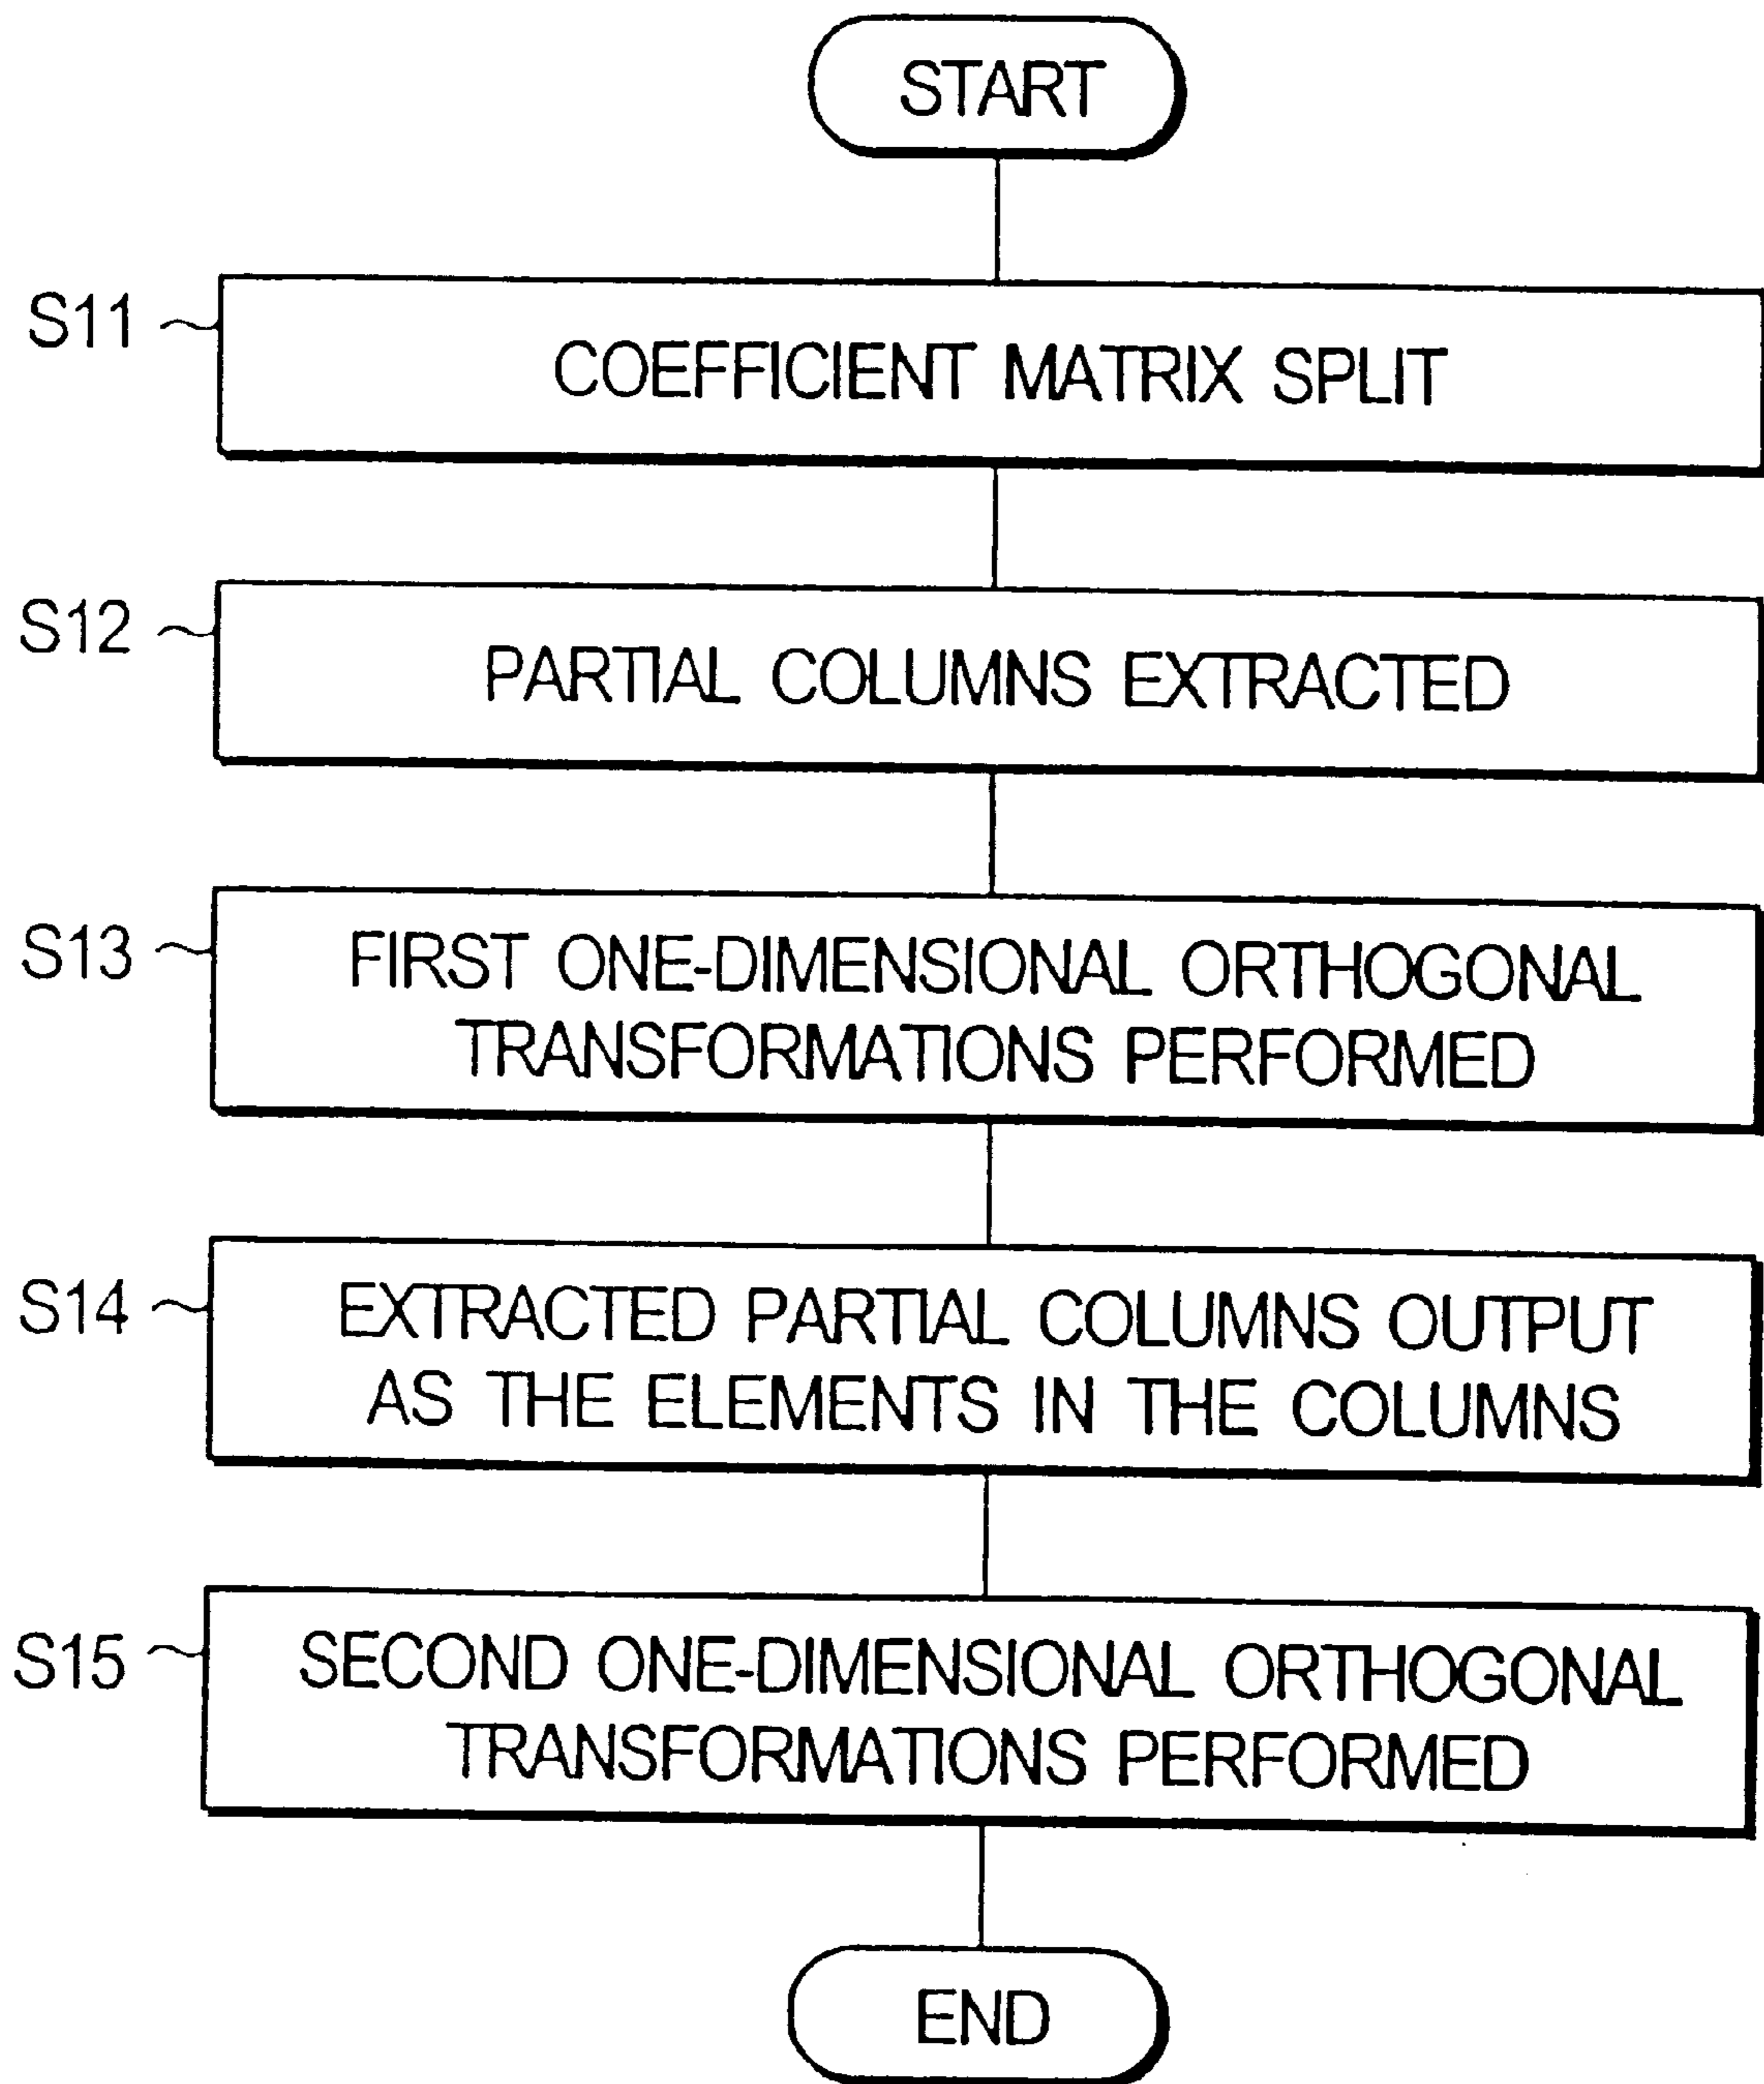 START
S11
COEFFICIENT MATRIX SPLIT
S12
PARTIAL COLUMNS EXTRACTED
S13
FIRST ONE-DIMENSIONAL ORTHOGONAL
TRANSFORMATIONS PERFORMED
S14
EXTRACTED PARTIAL COLUMNS OUTPUT
AS THE ELEMENTS IN THE COLUMNS
S15
SECOND ONE-DIMENSIONAL ORTHOGONAL
TRANSFORMATIONS PERFORMED
END